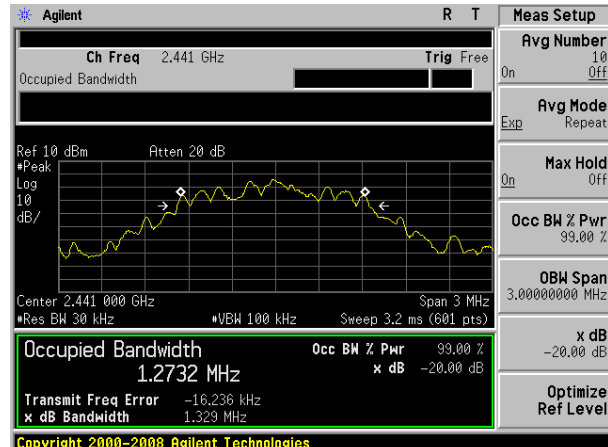 Agilent
R T
Meas Setup
Ch Freq 2.441 GHz
Trig Free
Occupied Bandwidth
Avg Number
10
On Off
Avg Mode
Exp Repeat
Max Hold
On Off
Occ BW % Pwr
99.00 %
OBW Span
3.00000000 MHz
x dB
-20.00 dB
Optimize
Ref Level
Ref 10 dBm
Atten 20 dB
#Peak
Log
10
dB/
Center 2.441 000 GHz
Span 3 MHz
#Res BW 30 kHz
#VBW 100 kHz
Sweep 3.2 ms (601 pts)
Occupied Bandwidth
1.2732 MHz
Occ BW % Pwr 99.00 %
x dB -20.00 dB
Transmit Freq Error -16.236 kHz
x dB Bandwidth 1.329 MHz
Copyright 2000-2008 Agilent Technologies